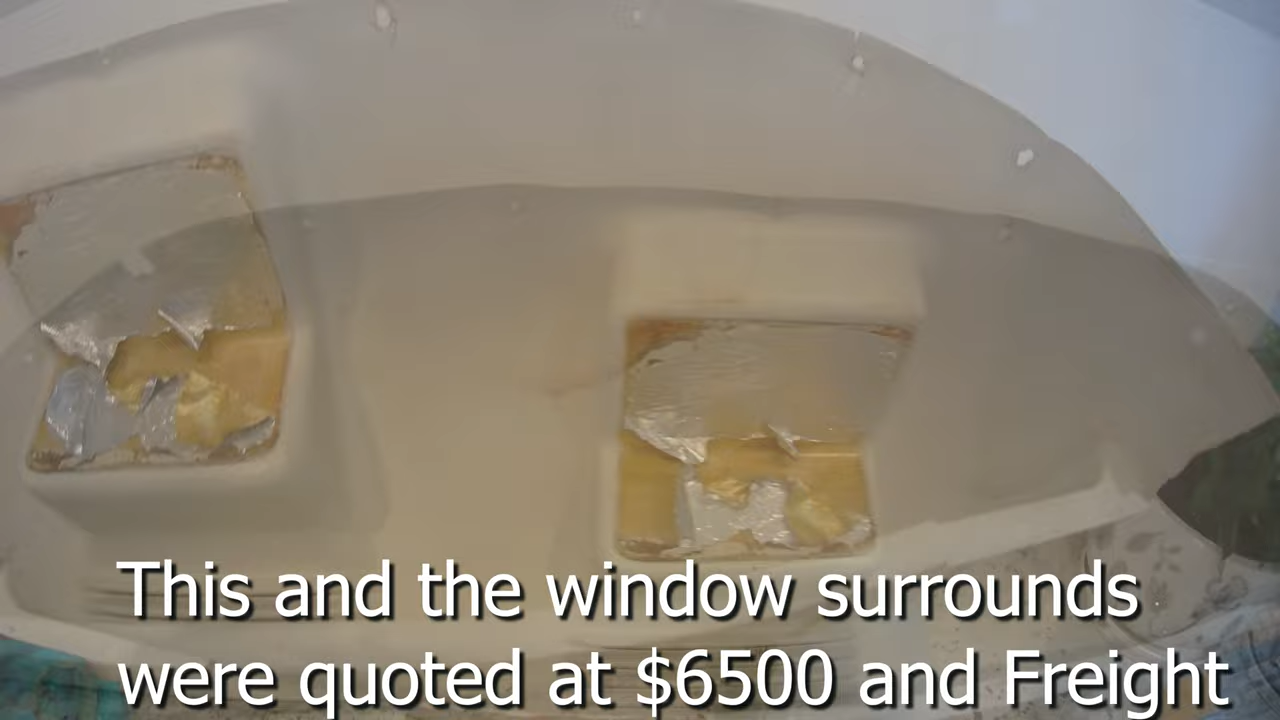 This and the window surrounds
were quoted at $6500 and Freight